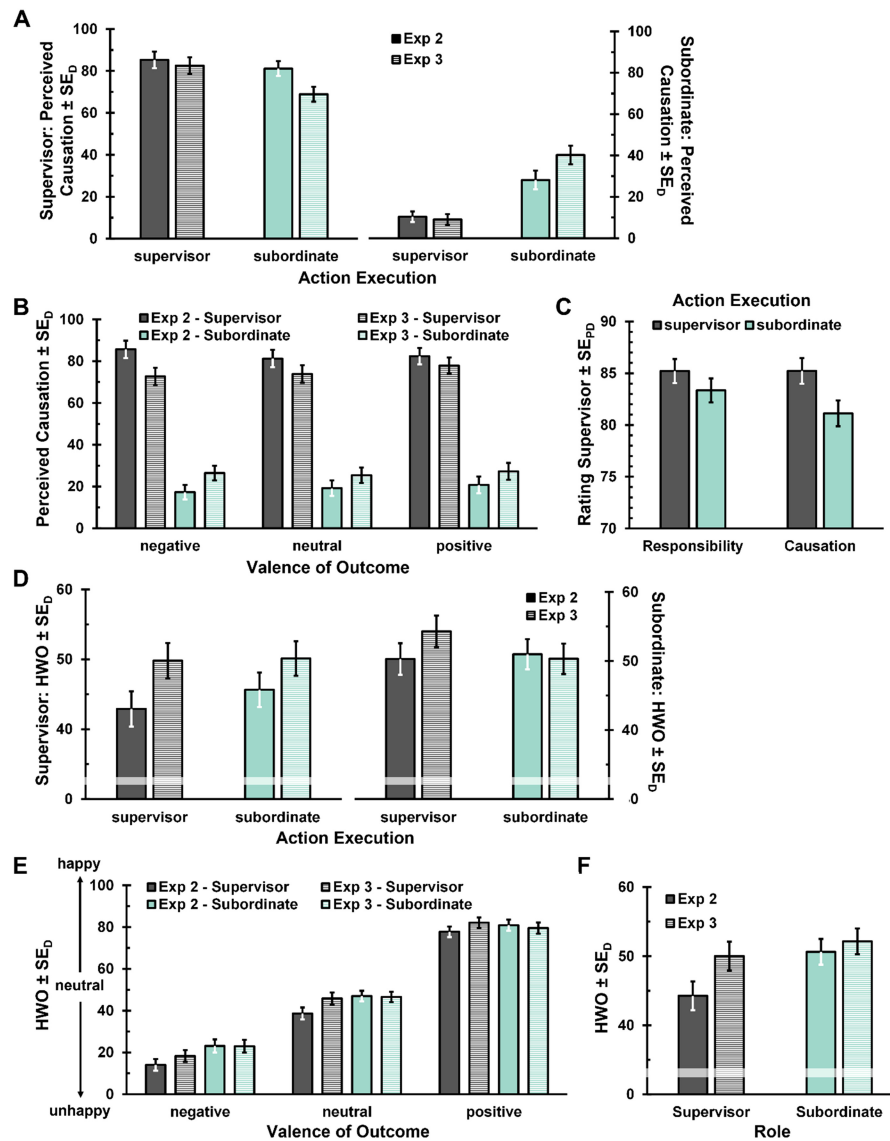 A
Supervisor: Perceived
Causation ± SED
100
80
60
40
20
0
supervisor
subordinate
Exp 2
Exp 3
supervisor
subordinate
100
80
60
40
20
0
Subordinate: Perceived
Causation ± SED
Action Execution
B
Perceived Causation ± SED
100
80
60
40
20
0
Exp 2 - Supervisor
Exp 2 - Subordinate
Exp 3 - Supervisor
Exp 3 - Subordinate
negative
neutral
positive
Valence of Outcome
C
Action Execution
supervisor
subordinate
Rating Supervisor ± SEPD
90
85
80
75
70
Responsibility
Causation
D
Supervisor: HWO ± SED
60
50
40
0
supervisor
subordinate
Exp 2
Exp 3
supervisor
subordinate
60
50
40
0
Subordinate: HWO ± SED
Action Execution
E
happy
neutral
unhappy
HWO ± SED
100
80
60
40
20
0
Exp 2 - Supervisor
Exp 2 - Subordinate
Exp 3 - Supervisor
Exp 3 - Subordinate
negative
neutral
positive
Valence of Outcome
F
HWO ± SED
60
50
40
0
Exp 2
Exp 3
Supervisor
Subordinate
Role